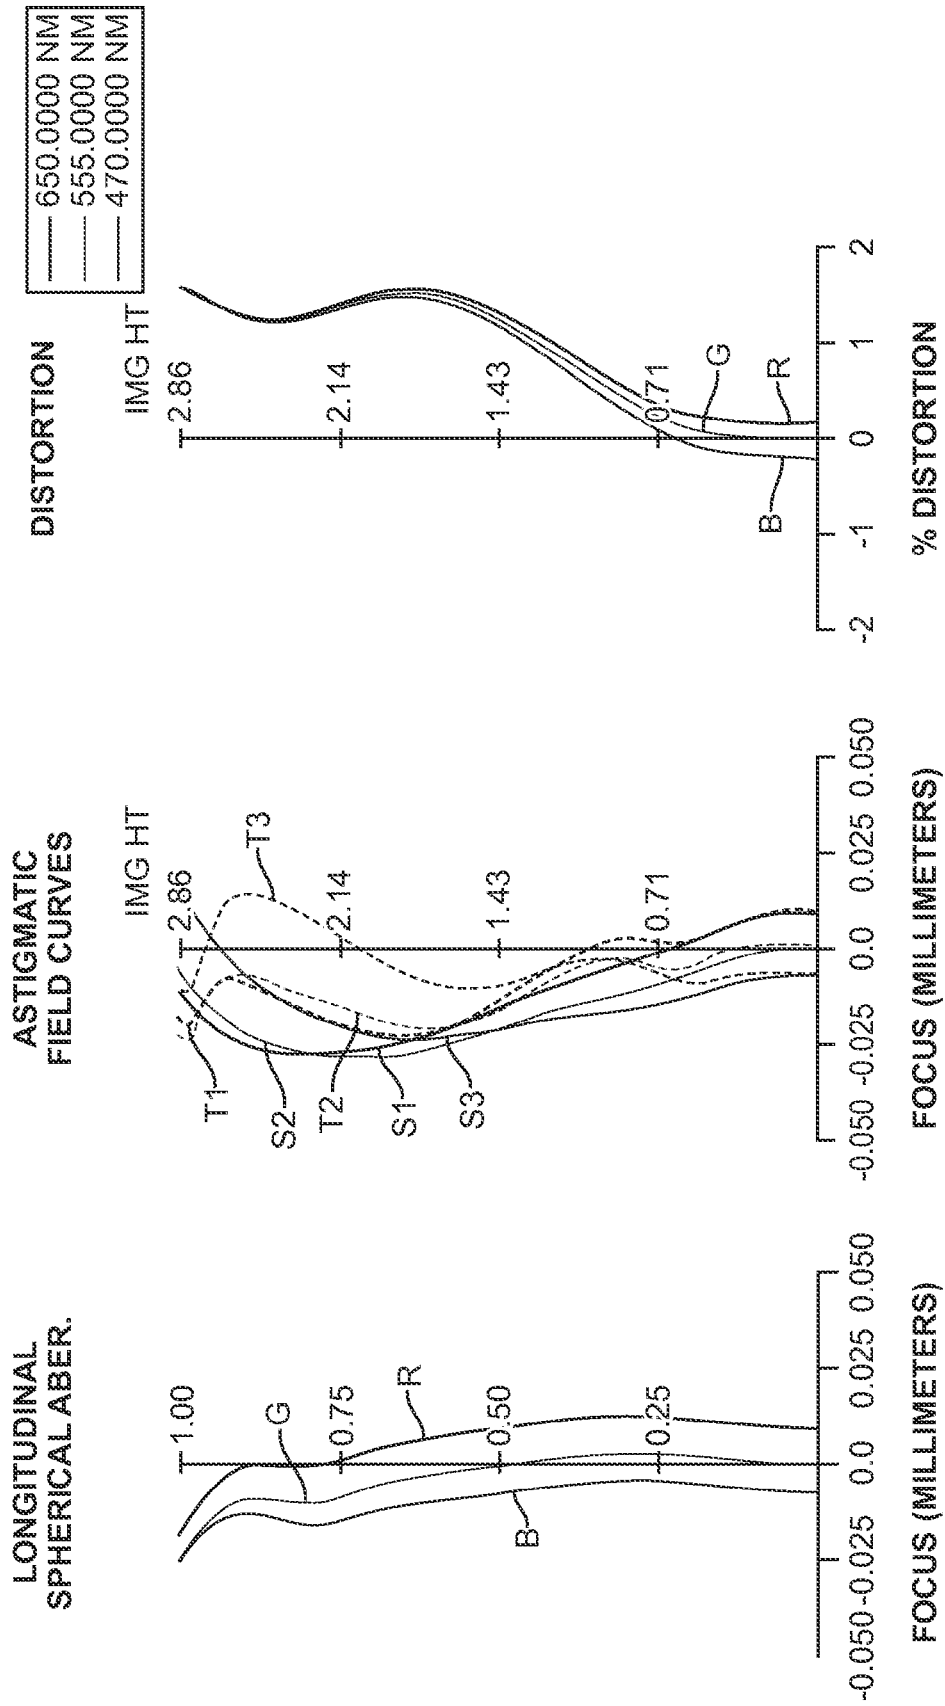 LONGITUDINAL
SPHERICAL ABER.
1.00
0.75
0.50
0.25
G
R
B
-0.050 -0.025 0.0 0.025 0.050
FOCUS (MILLIMETERS)
ASTIGMATIC
FIELD CURVES
IMG HT
2.86
2.14
1.43
0.71
T1
S2
T2
S1
S3
T3
-0.050 -0.025 0.0 0.025 0.050
FOCUS (MILLIMETERS)
DISTORTION
IMG HT
2.86
2.14
1.43
0.71
B
G
R
-2 -1 0 1 2
% DISTORTION
650.0000 NM
555.0000 NM
470.0000 NM